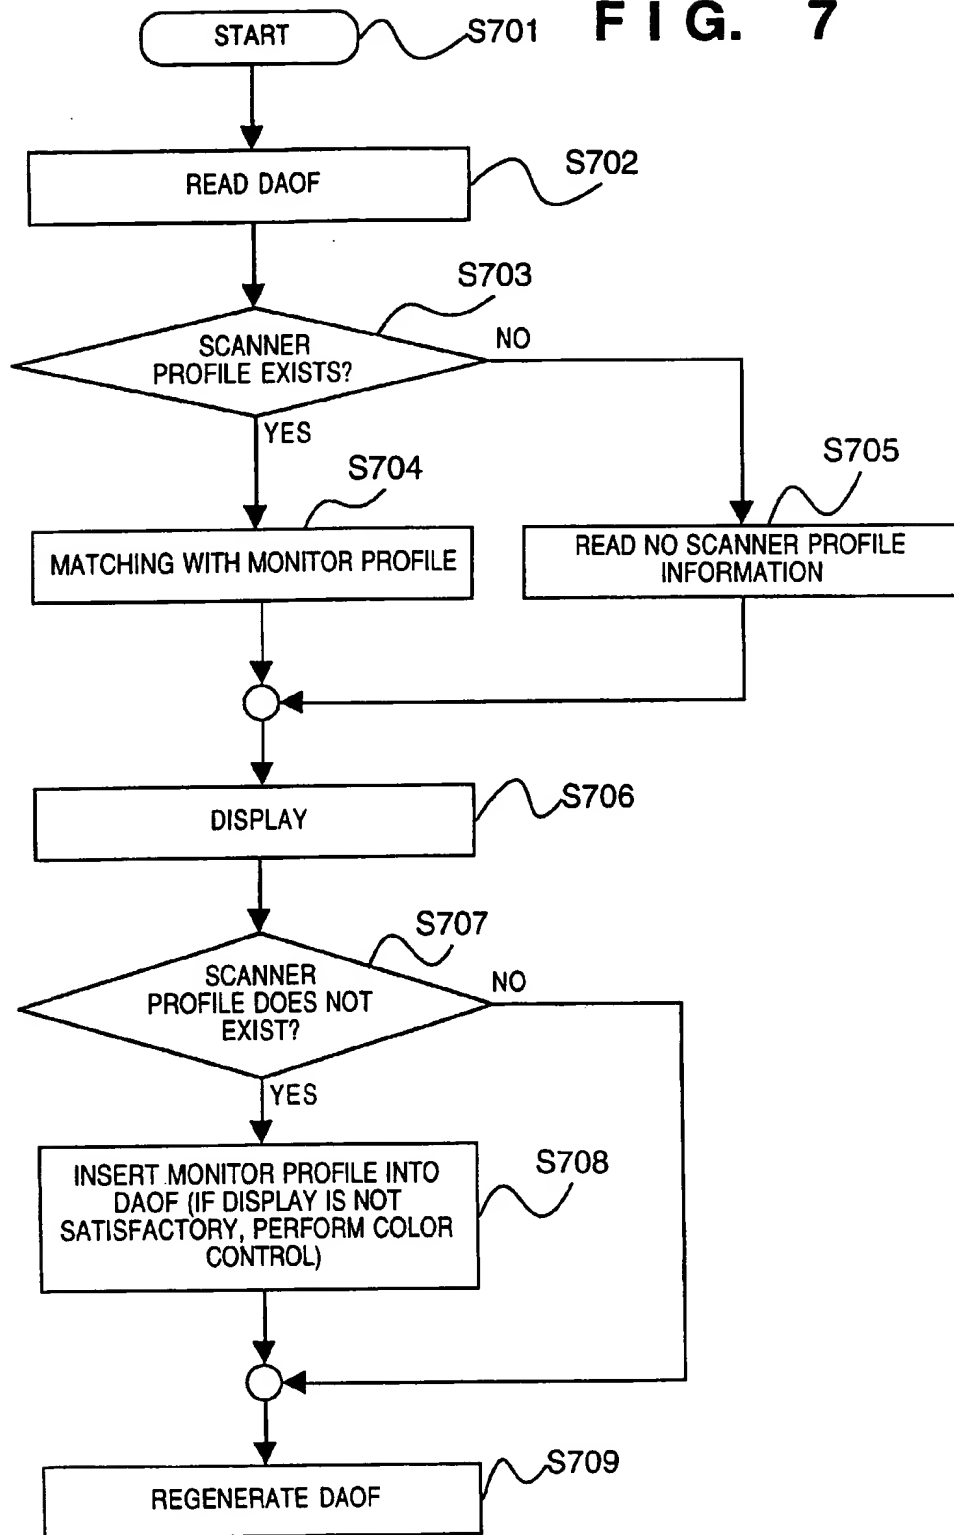 FIG. 7
START
S701
READ DAOF
S702
S703
SCANNER
PROFILE EXISTS?
NO
YES
S704
S705
MATCHING WITH MONITOR PROFILE
READ NO SCANNER PROFILE
INFORMATION
DISPLAY
S706
S707
SCANNER
PROFILE DOES NOT
EXIST?
NO
YES
S708
INSERT MONITOR PROFILE INTO
DAOF (IF DISPLAY IS NOT
SATISFACTORY, PERFORM COLOR
CONTROL)
S709
REGENERATE DAOF